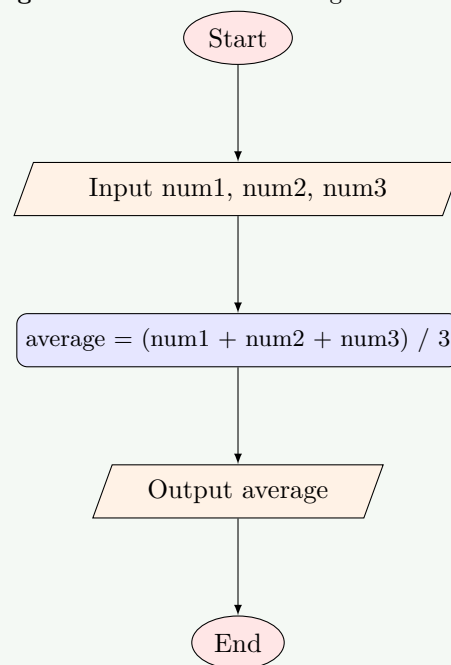 Start
Input num1, num2, num3
average = (num1 + num2 + num3) / 3
Output average
End